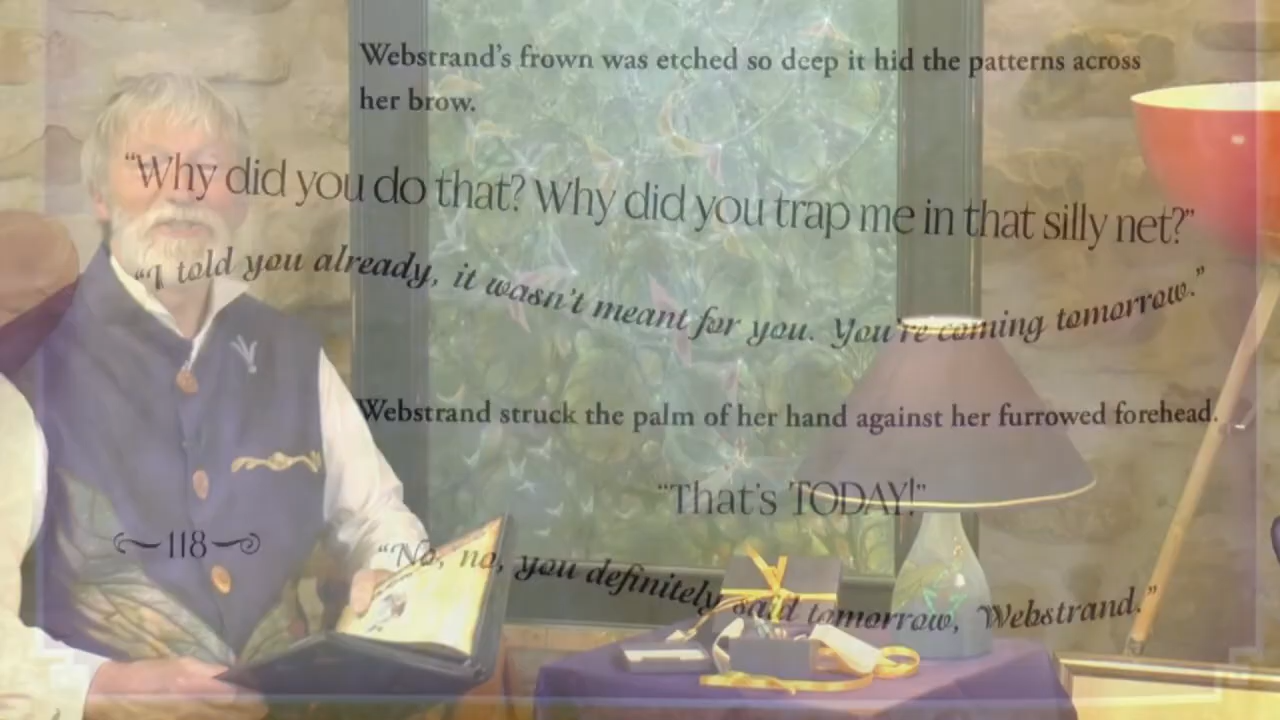 Webstrand's frown was etched so deep it hid the patterns across
her brow.
“Why did you do that? Why did you trap me in that silly net?”
“I told you already, it wasn't meant for you. You're coming tomorrow.”
Webstrand struck the palm of her hand against her furrowed forehead.
“That's TODAY!”
118
“No, no, you definitely said tomorrow, Webstrand.”